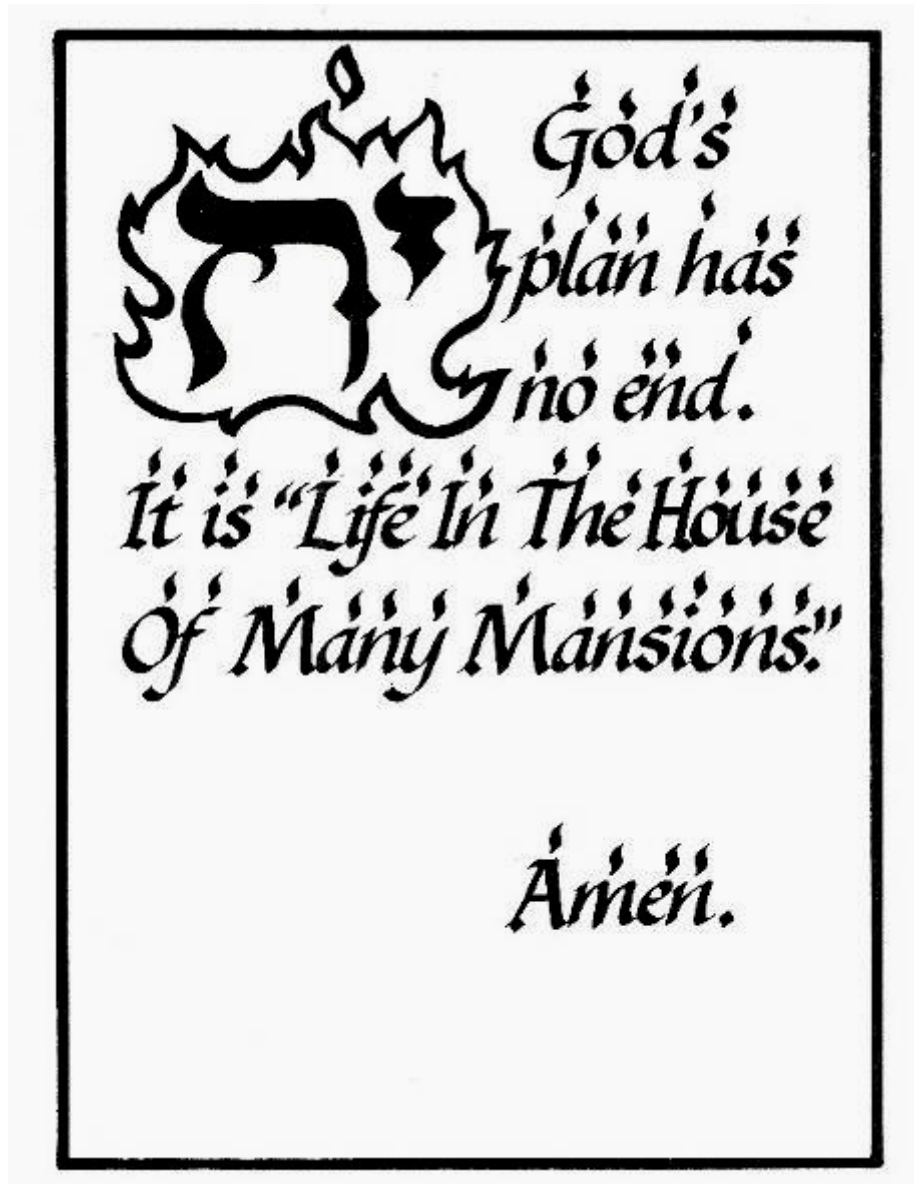 יה
God's
plan has
no end.
It is “Life In The House
Of Many Mansions.”
Amen.